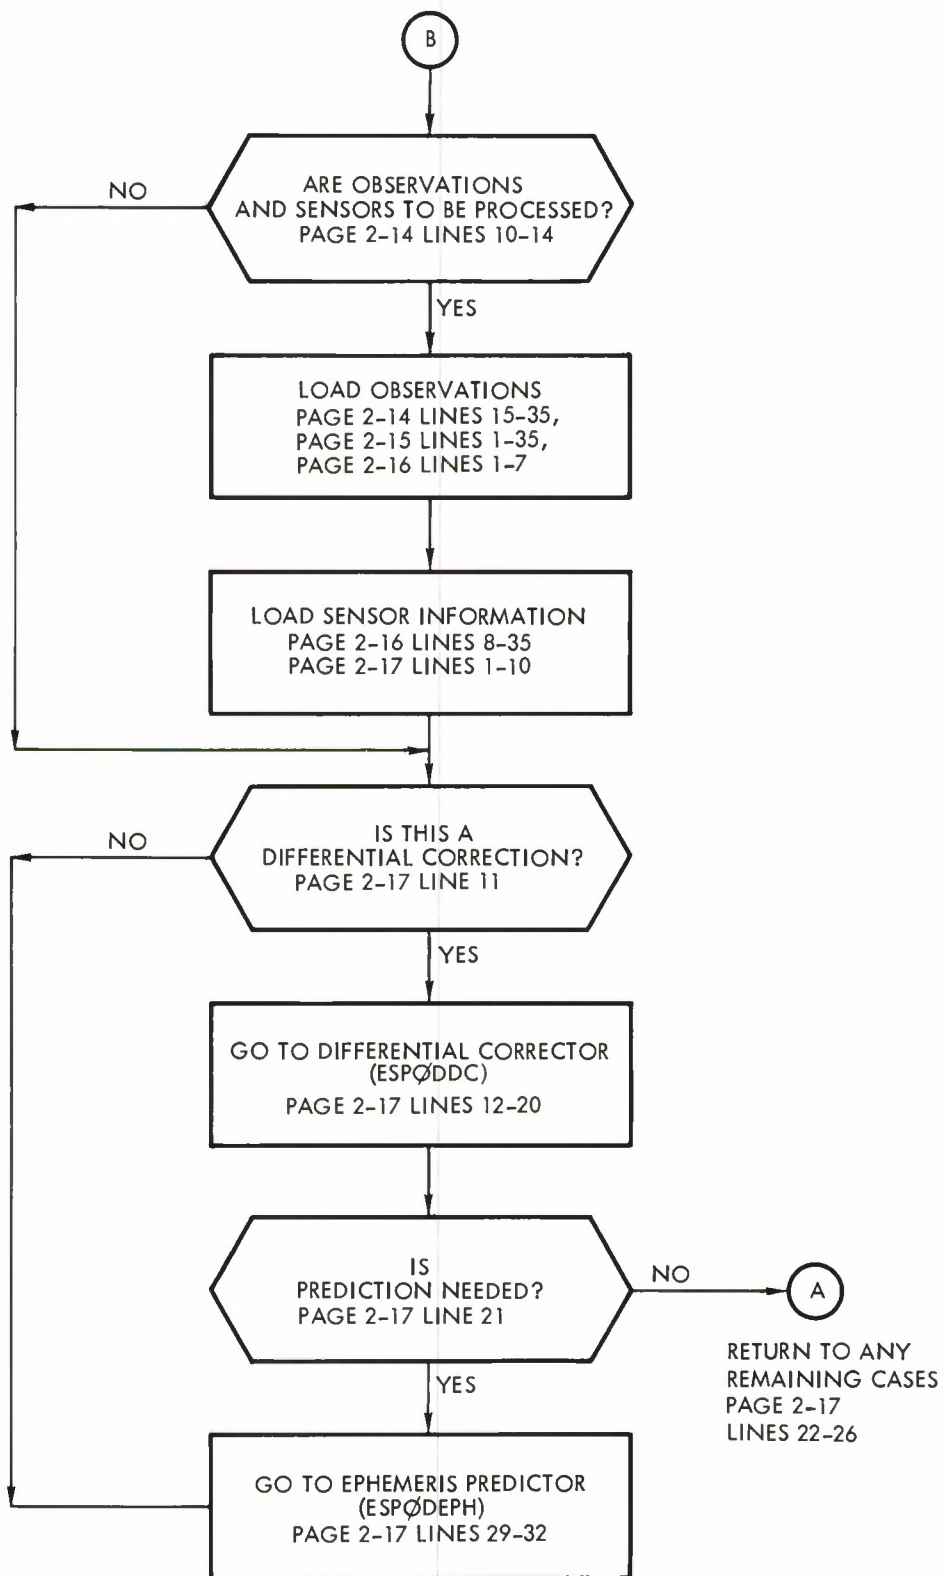 B
ARE OBSERVATIONS
AND SENSORS TO BE PROCESSED?
PAGE 2-14 LINES 10-14
NO
YES
LOAD OBSERVATIONS
PAGE 2-14 LINES 15-35,
PAGE 2-15 LINES 1-35,
PAGE 2-16 LINES 1-7
LOAD SENSOR INFORMATION
PAGE 2-16 LINES 8-35
PAGE 2-17 LINES 1-10
IS THIS A
DIFFERENTIAL CORRECTION?
PAGE 2-17 LINE 11
NO
YES
GO TO DIFFERENTIAL CORRECTOR
(ESPØDDC)
PAGE 2-17 LINES 12-20
IS
PREDICTION NEEDED?
PAGE 2-17 LINE 21
NO
A
RETURN TO ANY
REMAINING CASES
PAGE 2-17
LINES 22-26
YES
GO TO EPHEMERIS PREDICTOR
(ESPØDEPH)
PAGE 2-17 LINES 29-32